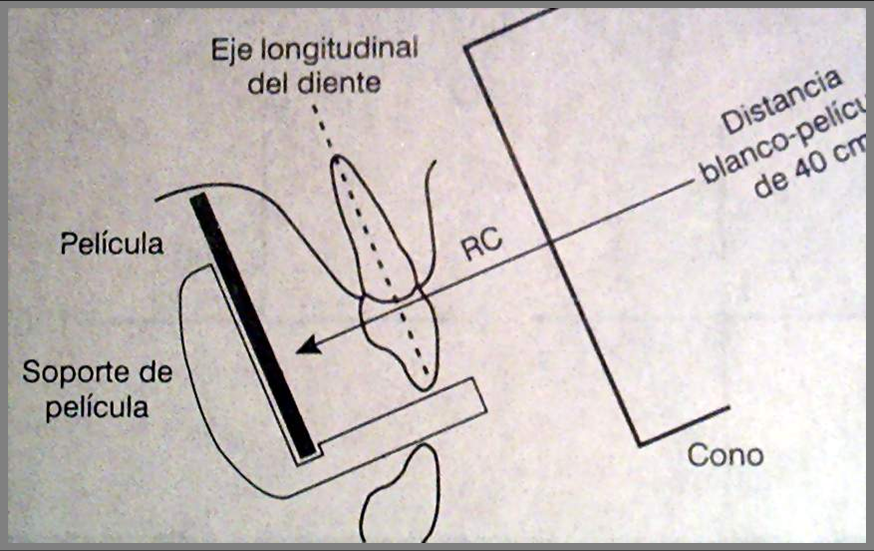 Eje longitudinal
del diente
Distancia
blanco-pelícu
de 40 cm
RC
Película
Soporte de
película
Cono